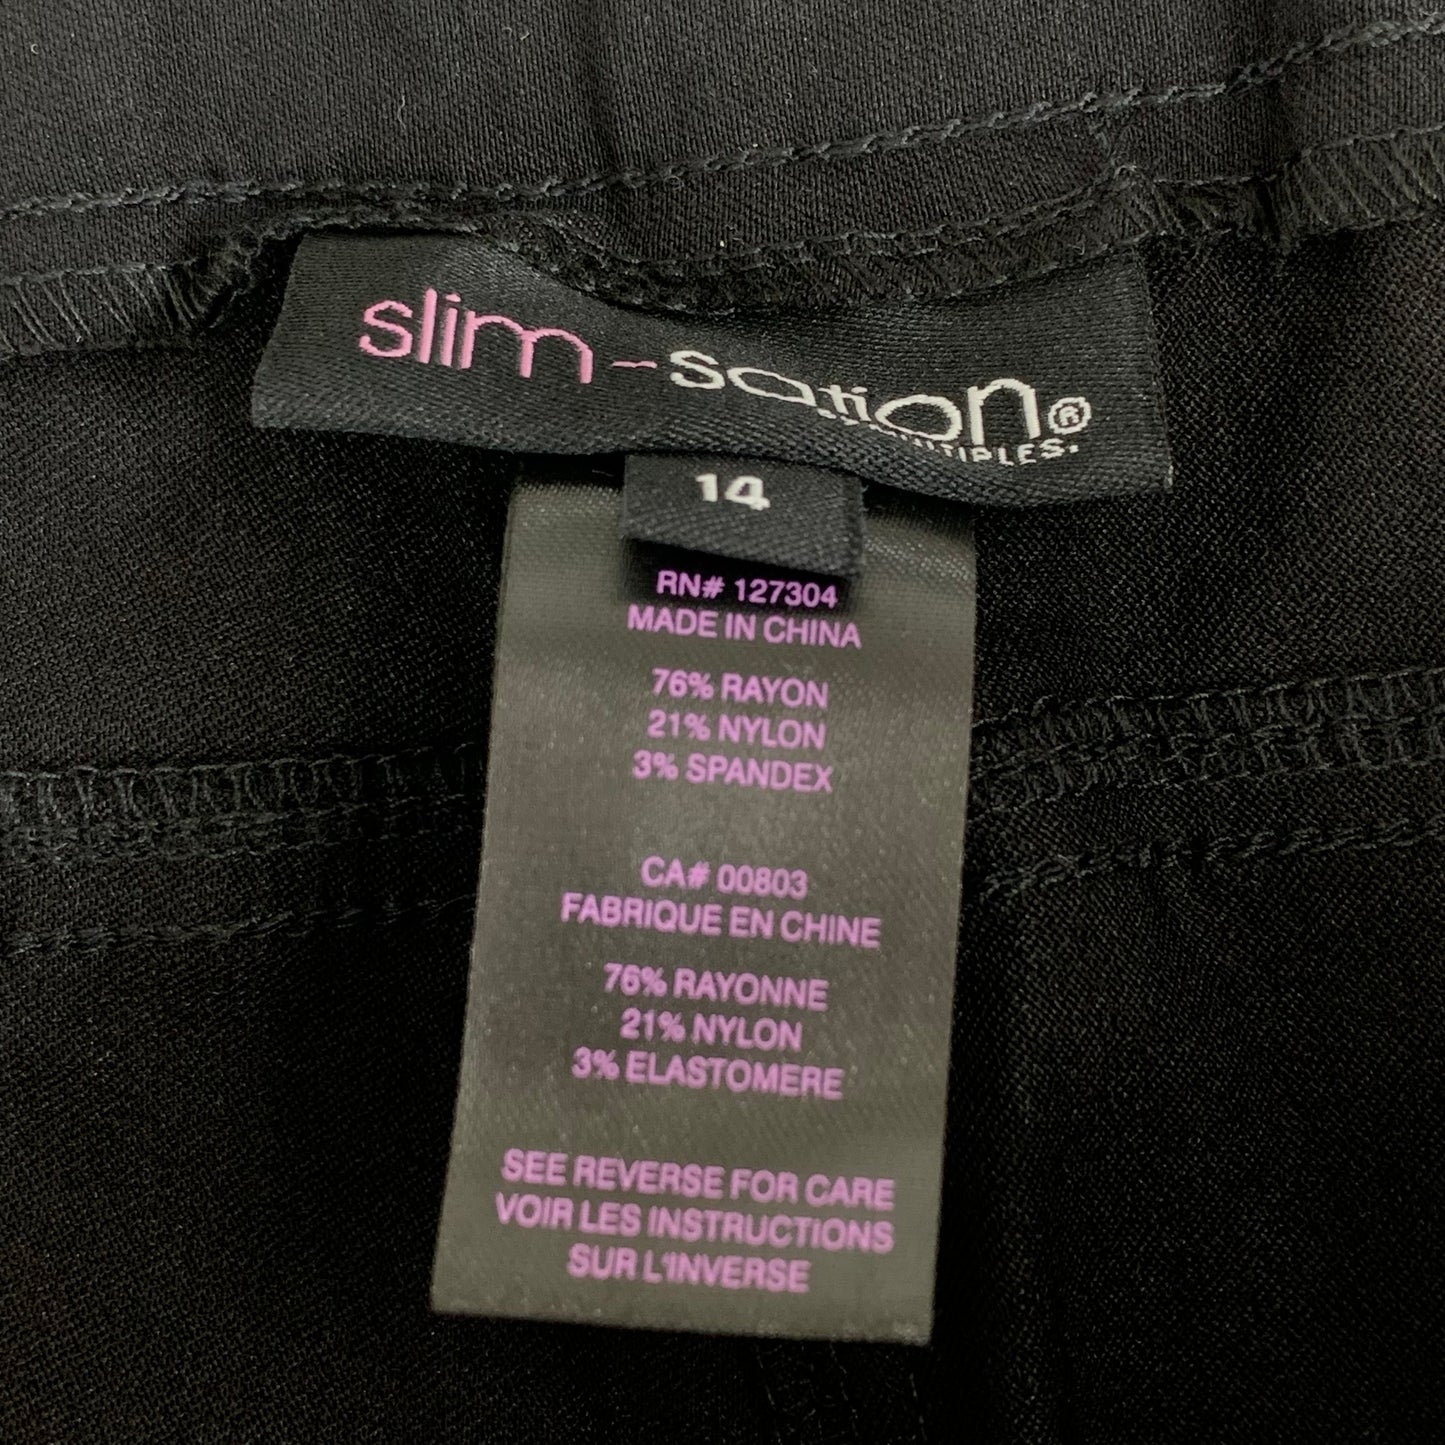 slim-sation®
MULTIPLES.
14
RN# 127304
MADE IN CHINA
76% RAYON
21% NYLON
3% SPANDEX
CA# 00803
FABRIQUE EN CHINE
76% RAYONNE
21% NYLON
3% ELASTOMERE
SEE REVERSE FOR CARE
VOIR LES INSTRUCTIONS
SUR L'INVERSE